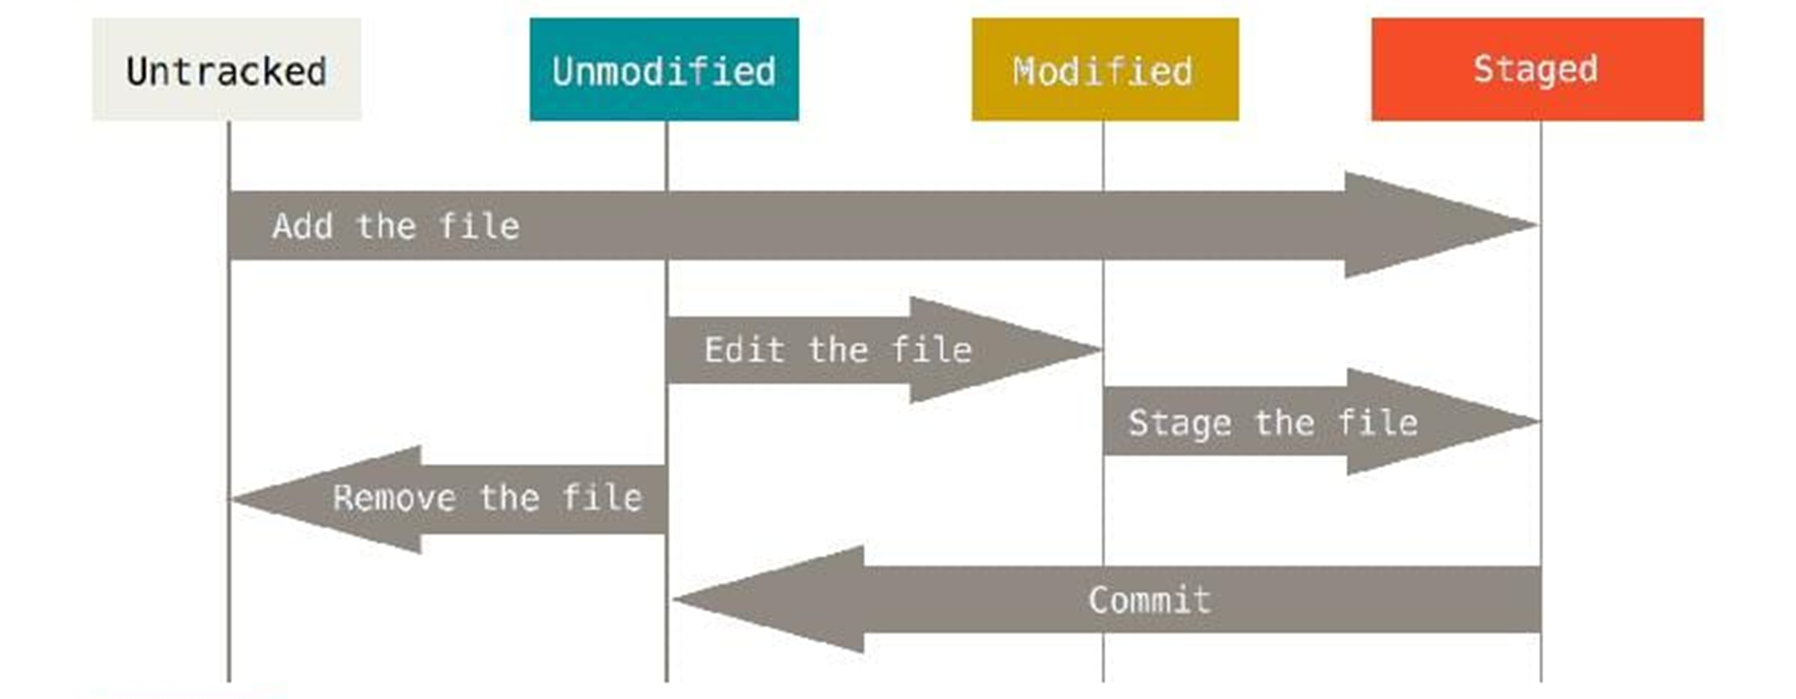 Untracked
Unmodified
Modified
Staged
Add the file
Edit the file
Stage the file
Remove the file
Commit